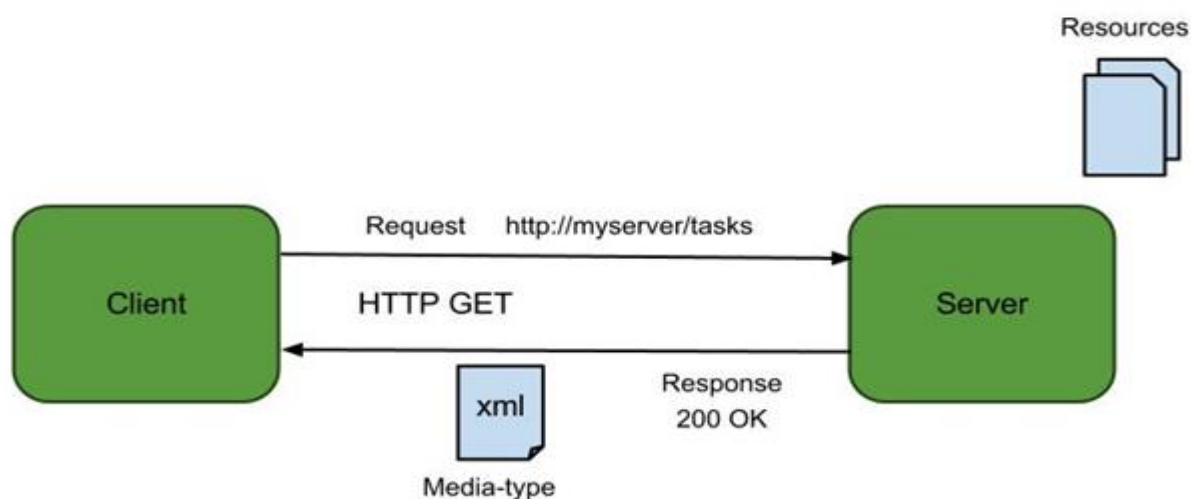 Resources
Request http://myserver/tasks
Client
HTTP GET
Server
xml
Response
200 OK
Media-type